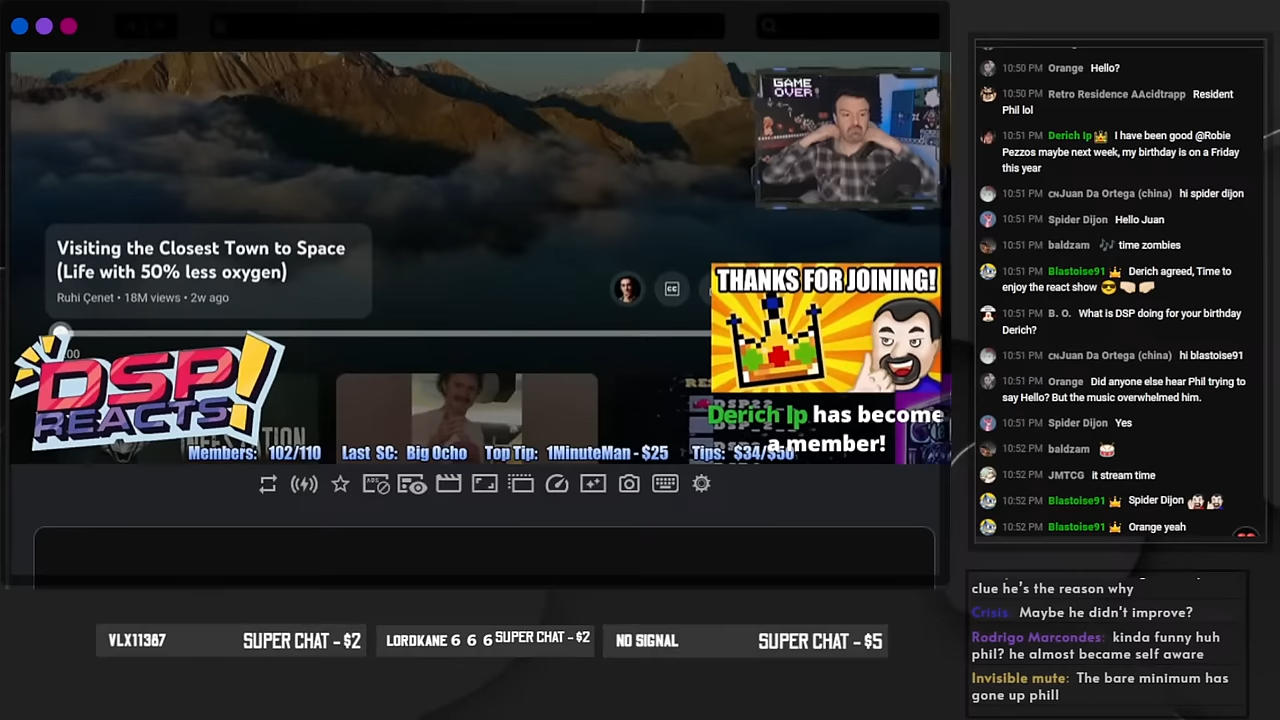 GAME
OVER!
Visiting the Closest Town to Space
(Life with 50% less oxygen)
Ruhi Çenet • 18M views • 2w ago
CC
THANKS FOR JOINING!
DSP
REACTS!
Derich Ip has become
a member!
Members: 102/110
Last SC: Big Ocho
Top Tip: 1MinuteMan - $25
Tips: $34/$50
10:50 PM Orange Hello?
10:50 PM Retro Residence AAcidtrapp Resident
Phil lol
10:51 PM Derich Ip 👑 I have been good @Robie
Pezzos maybe next week, my birthday is on a Friday
this year
10:51 PM CNJuan Da Ortega (china) hi spider dijon
10:51 PM Spider Dijon Hello Juan
10:51 PM baldzam 🎶 time zombies
10:51 PM Blastoise91 👑 Derich agreed, Time to
enjoy the react show 😎 🤜🏻 🤛🏻
10:51 PM B. O. What is DSP doing for your birthday
Derich?
10:51 PM CNJuan Da Ortega (china) hi blastoise91
10:51 PM Orange Did anyone else hear Phil trying to
say Hello? But the music overwhelmed him.
10:51 PM Spider Dijon Yes
10:52 PM baldzam 🥁
10:52 PM JMTCG it stream time
10:52 PM Blastoise91 👑 Spider Dijon
10:52 PM Blastoise91 👑 Orange yeah
clue he's the reason why
Crisis: Maybe he didn't improve?
Rodrigo Marcondes: kinda funny huh
phil? he almost became self aware
Invisible mute: The bare minimum has
gone up phill
VLX11387 SUPER CHAT - $2
LORDKANE 6 6 6 SUPER CHAT - $2
NO SIGNAL SUPER CHAT - $5